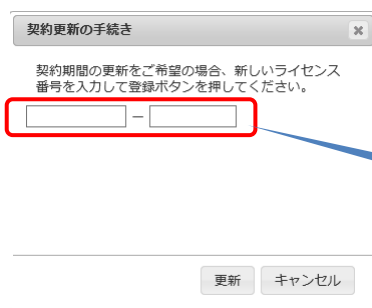 契約更新の手続き
契約期間の更新をご希望の場合、新しいライセンス
番号を入力して登録ボタンを押してください。
－
更新 キャンセル